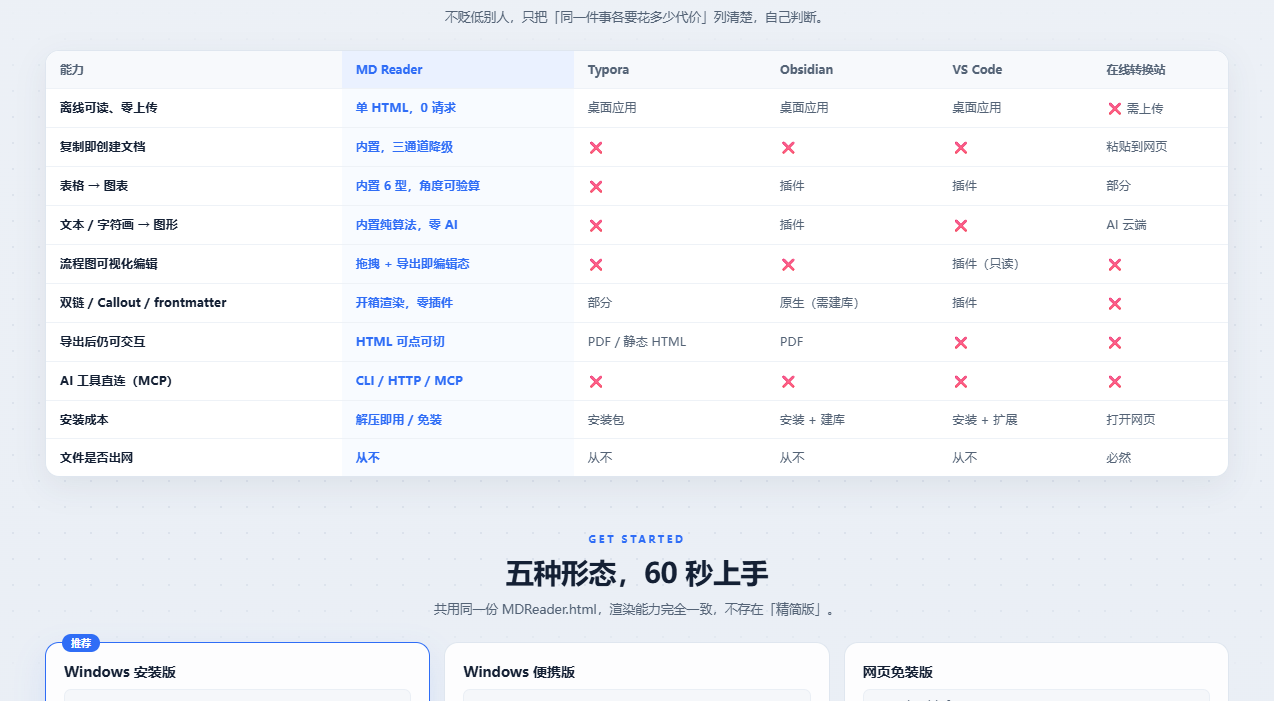 不贬低别人，只把「同一件事各要花多少代价」列清楚，自己判断。
能力 MD Reader Typora Obsidian VS Code 在线转换站
离线可读、零上传 单 HTML，0 请求 桌面应用 桌面应用 桌面应用 ❌ 需上传
复制即创建文档 内置，三通道降级 ❌ ❌ ❌ 粘贴到网页
表格 → 图表 内置 6 型，角度可验算 ❌ 插件 插件 部分
文本 / 字符画 → 图形 内置纯算法，零 AI ❌ 插件 ❌ AI 云端
流程图可视化编辑 拖拽 + 导出即编辑态 ❌ ❌ 插件（只读） ❌
双链 / Callout / frontmatter 开箱渲染，零插件 部分 原生（需建库） 插件 ❌
导出后仍可交互 HTML 可点可切 PDF / 静态 HTML PDF ❌ ❌
AI 工具直连（MCP） CLI / HTTP / MCP ❌ ❌ ❌ ❌
安装成本 解压即用 / 免装 安装包 安装 + 建库 安装 + 扩展 打开网页
文件是否出网 从不 从不 从不 从不 必然
GET STARTED
五种形态，60 秒上手
共用同一份 MDReader.html，渲染能力完全一致，不存在「精简版」。
推荐
Windows 安装版 Windows 便携版 网页免装版